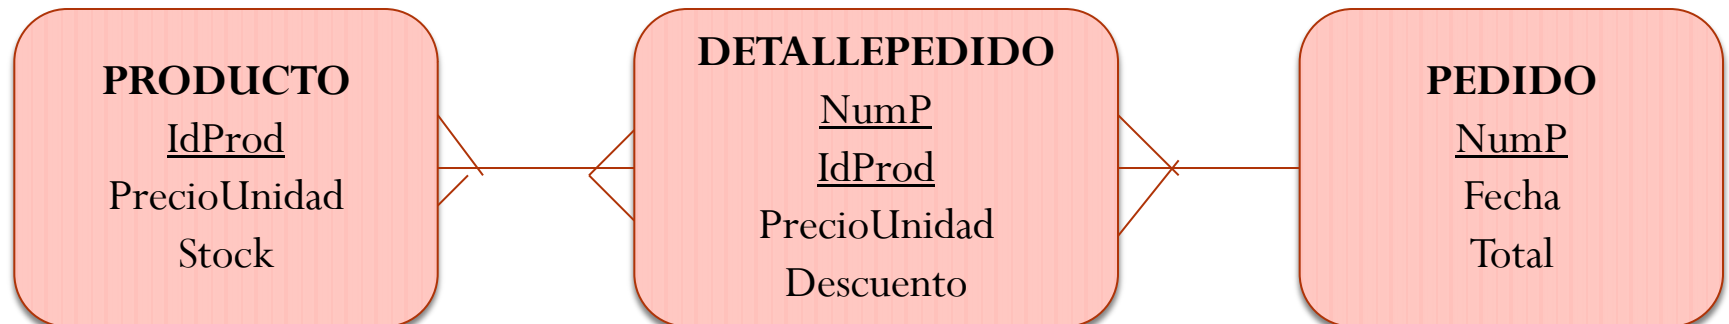 PRODUCTO
IdProd
PrecioUnidad
Stock
DETALLEPEDIDO
NumP
IdProd
PrecioUnidad
Descuento
PEDIDO
NumP
Fecha
Total